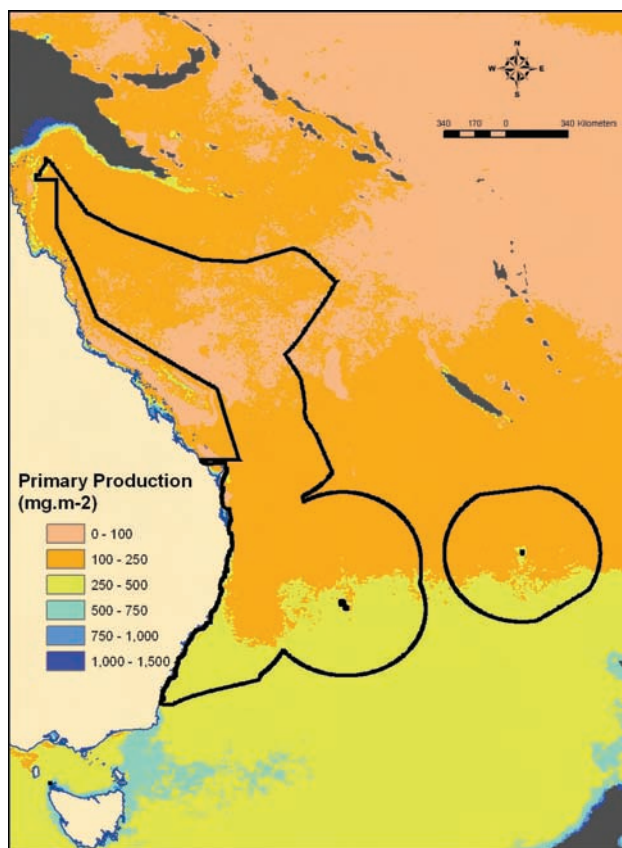 N
W E
S
340 170 0 340 Kilometers
Primary Production
(mg.m-2)
0 - 100
100 - 250
250 - 500
500 - 750
750 - 1,000
1,000 - 1,500